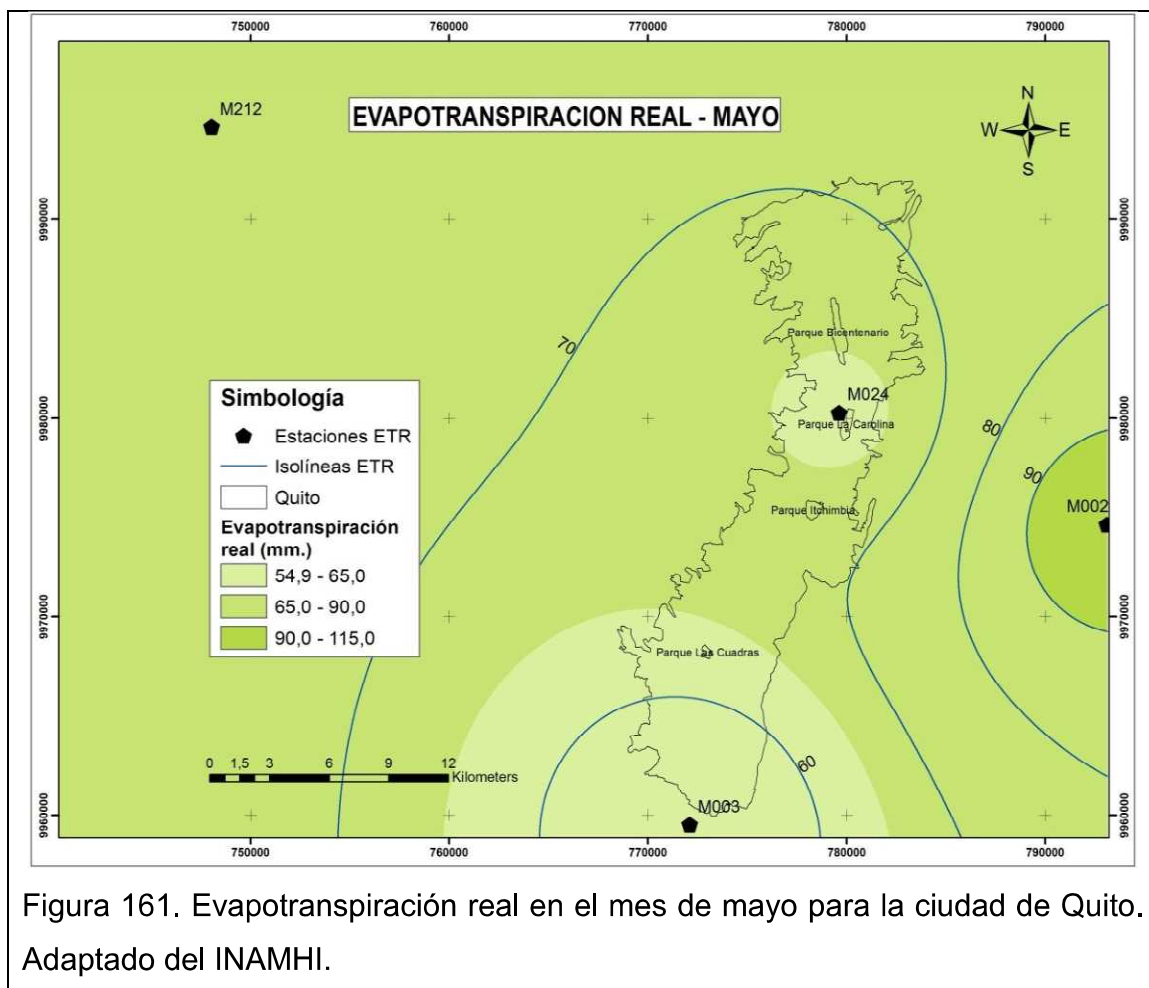 750000 760000 770000 780000 790000
EVAPOTRANSPIRACION REAL - MAYO
N
W E
S
M212
9990000 9990000
70
Parque Bicentenario
M024
Parque La Carolina
9980000 9980000
80
90
M002
Parque Itchimbia
9970000 9970000
Parque Las Cuadras
60
M003
9960000 9960000
Simbología
Estaciones ETR
Isolíneas ETR
Quito
Evapotranspiración
real (mm.)
54,9 - 65,0
65,0 - 90,0
90,0 - 115,0
0 1,5 3 6 9 12
Kilometers
750000 760000 770000 780000 790000
Figura 161. Evapotranspiración real en el mes de mayo para la ciudad de Quito.
Adaptado del INAMHI.